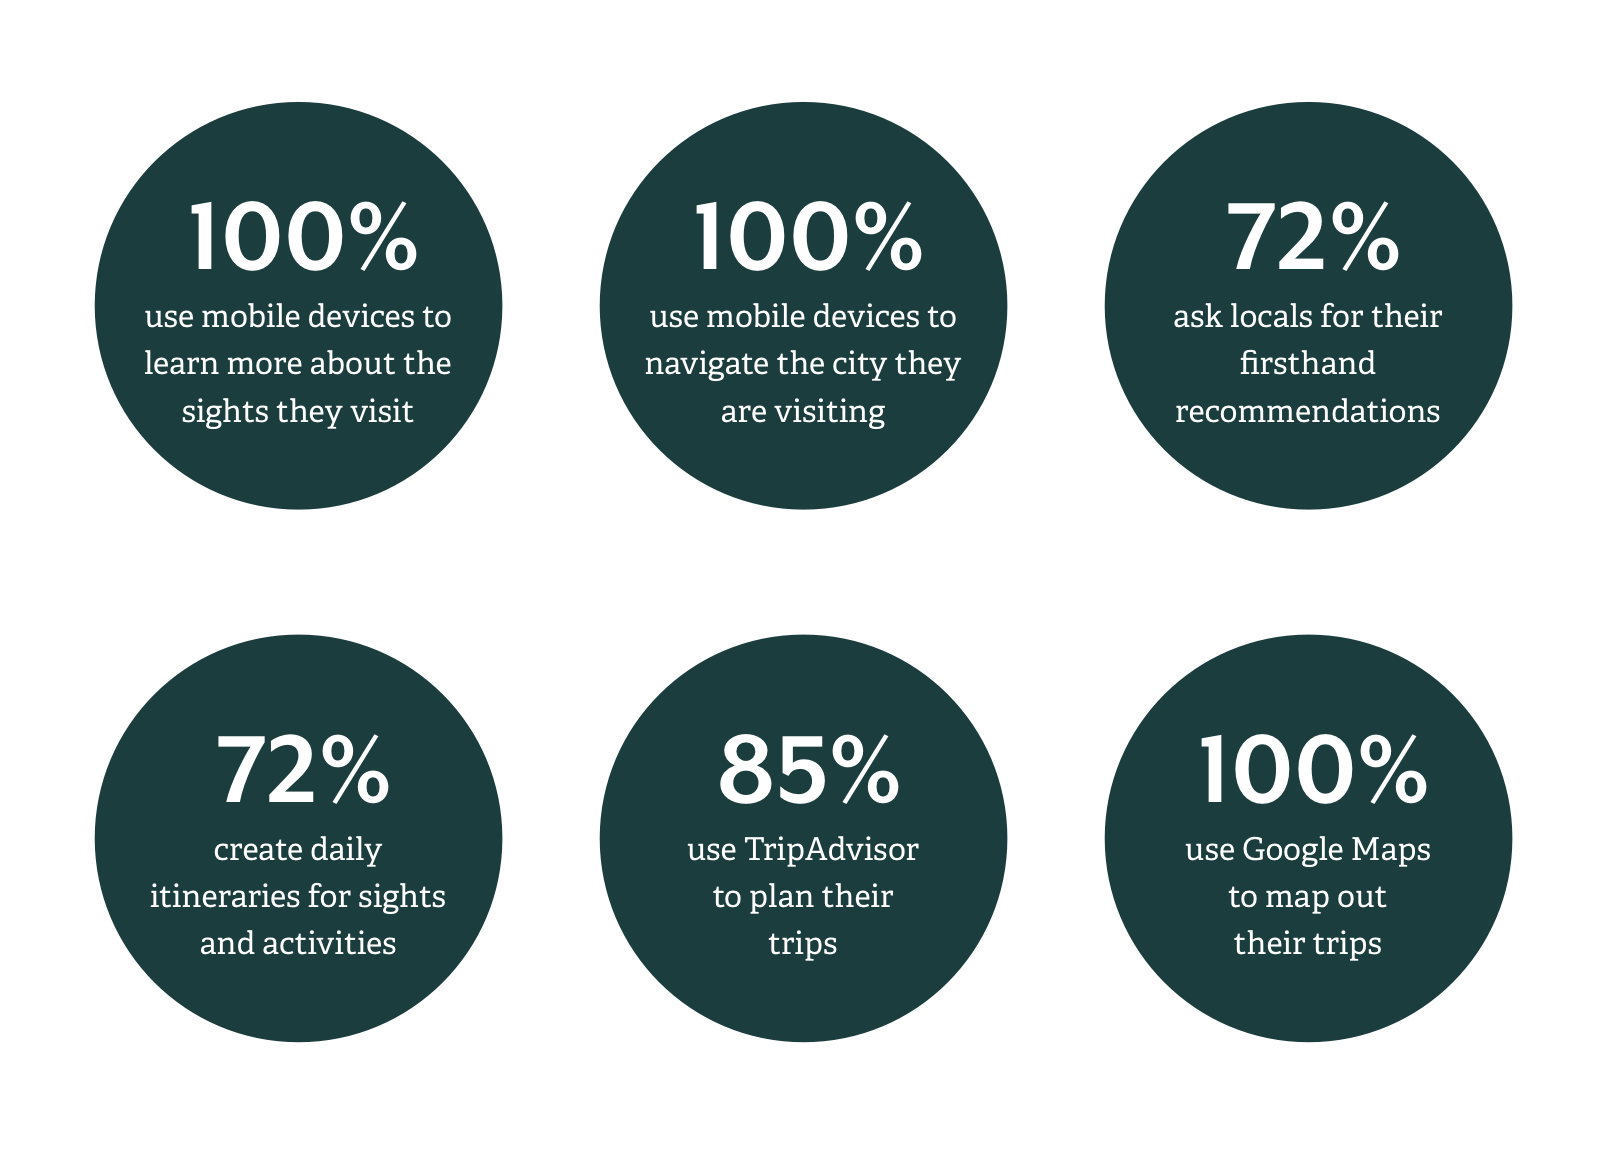 100%
use mobile devices to
learn more about the
sights they visit
100%
use mobile devices to
navigate the city they
are visiting
72%
ask locals for their
firsthand
recommendations
72%
create daily
itineraries for sights
and activities
85%
use TripAdvisor
to plan their
trips
100%
use Google Maps
to map out
their trips